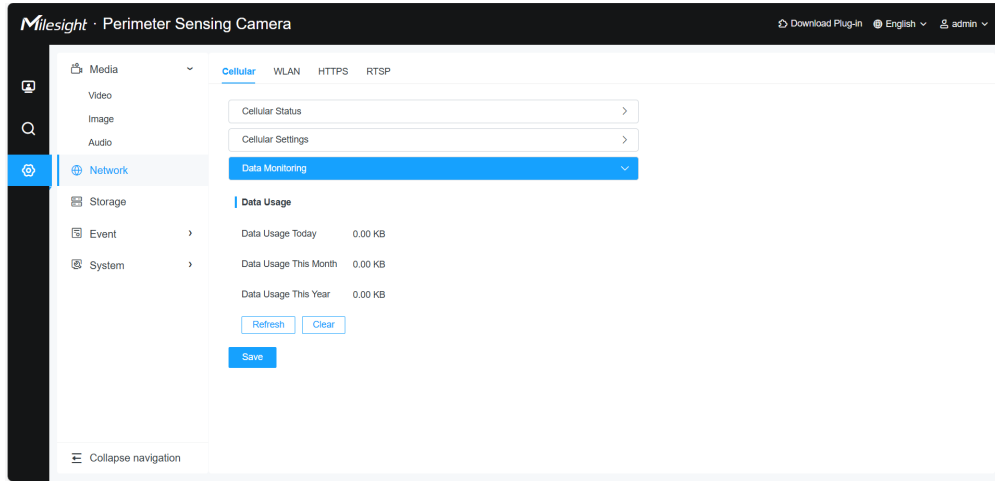 Milesight · Perimeter Sensing Camera
Download Plug-in English admin
Media
Video
Image
Audio
Network
Storage
Event
System
Collapse navigation
Cellular WLAN HTTPS RTSP
Cellular Status
Cellular Settings
Data Monitoring
Data Usage
Data Usage Today 0.00 KB
Data Usage This Month 0.00 KB
Data Usage This Year 0.00 KB
Refresh Clear
Save